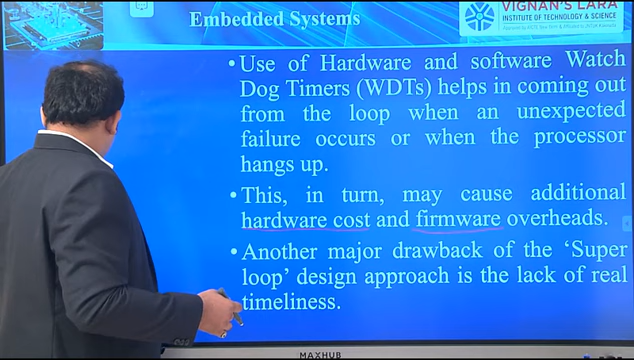 Embedded Systems
VIGNAN'S LARA
INSTITUTE OF TECHNOLOGY & SCIENCE
• Use of Hardware and software Watch
Dog Timers (WDTs) helps in coming out
from the loop when an unexpected
failure occurs or when the processor
hangs up.
• This, in turn, may cause additional
hardware cost and firmware overheads.
• Another major drawback of the ‘Super
loop’ design approach is the lack of real
timeliness.
MAXHUB